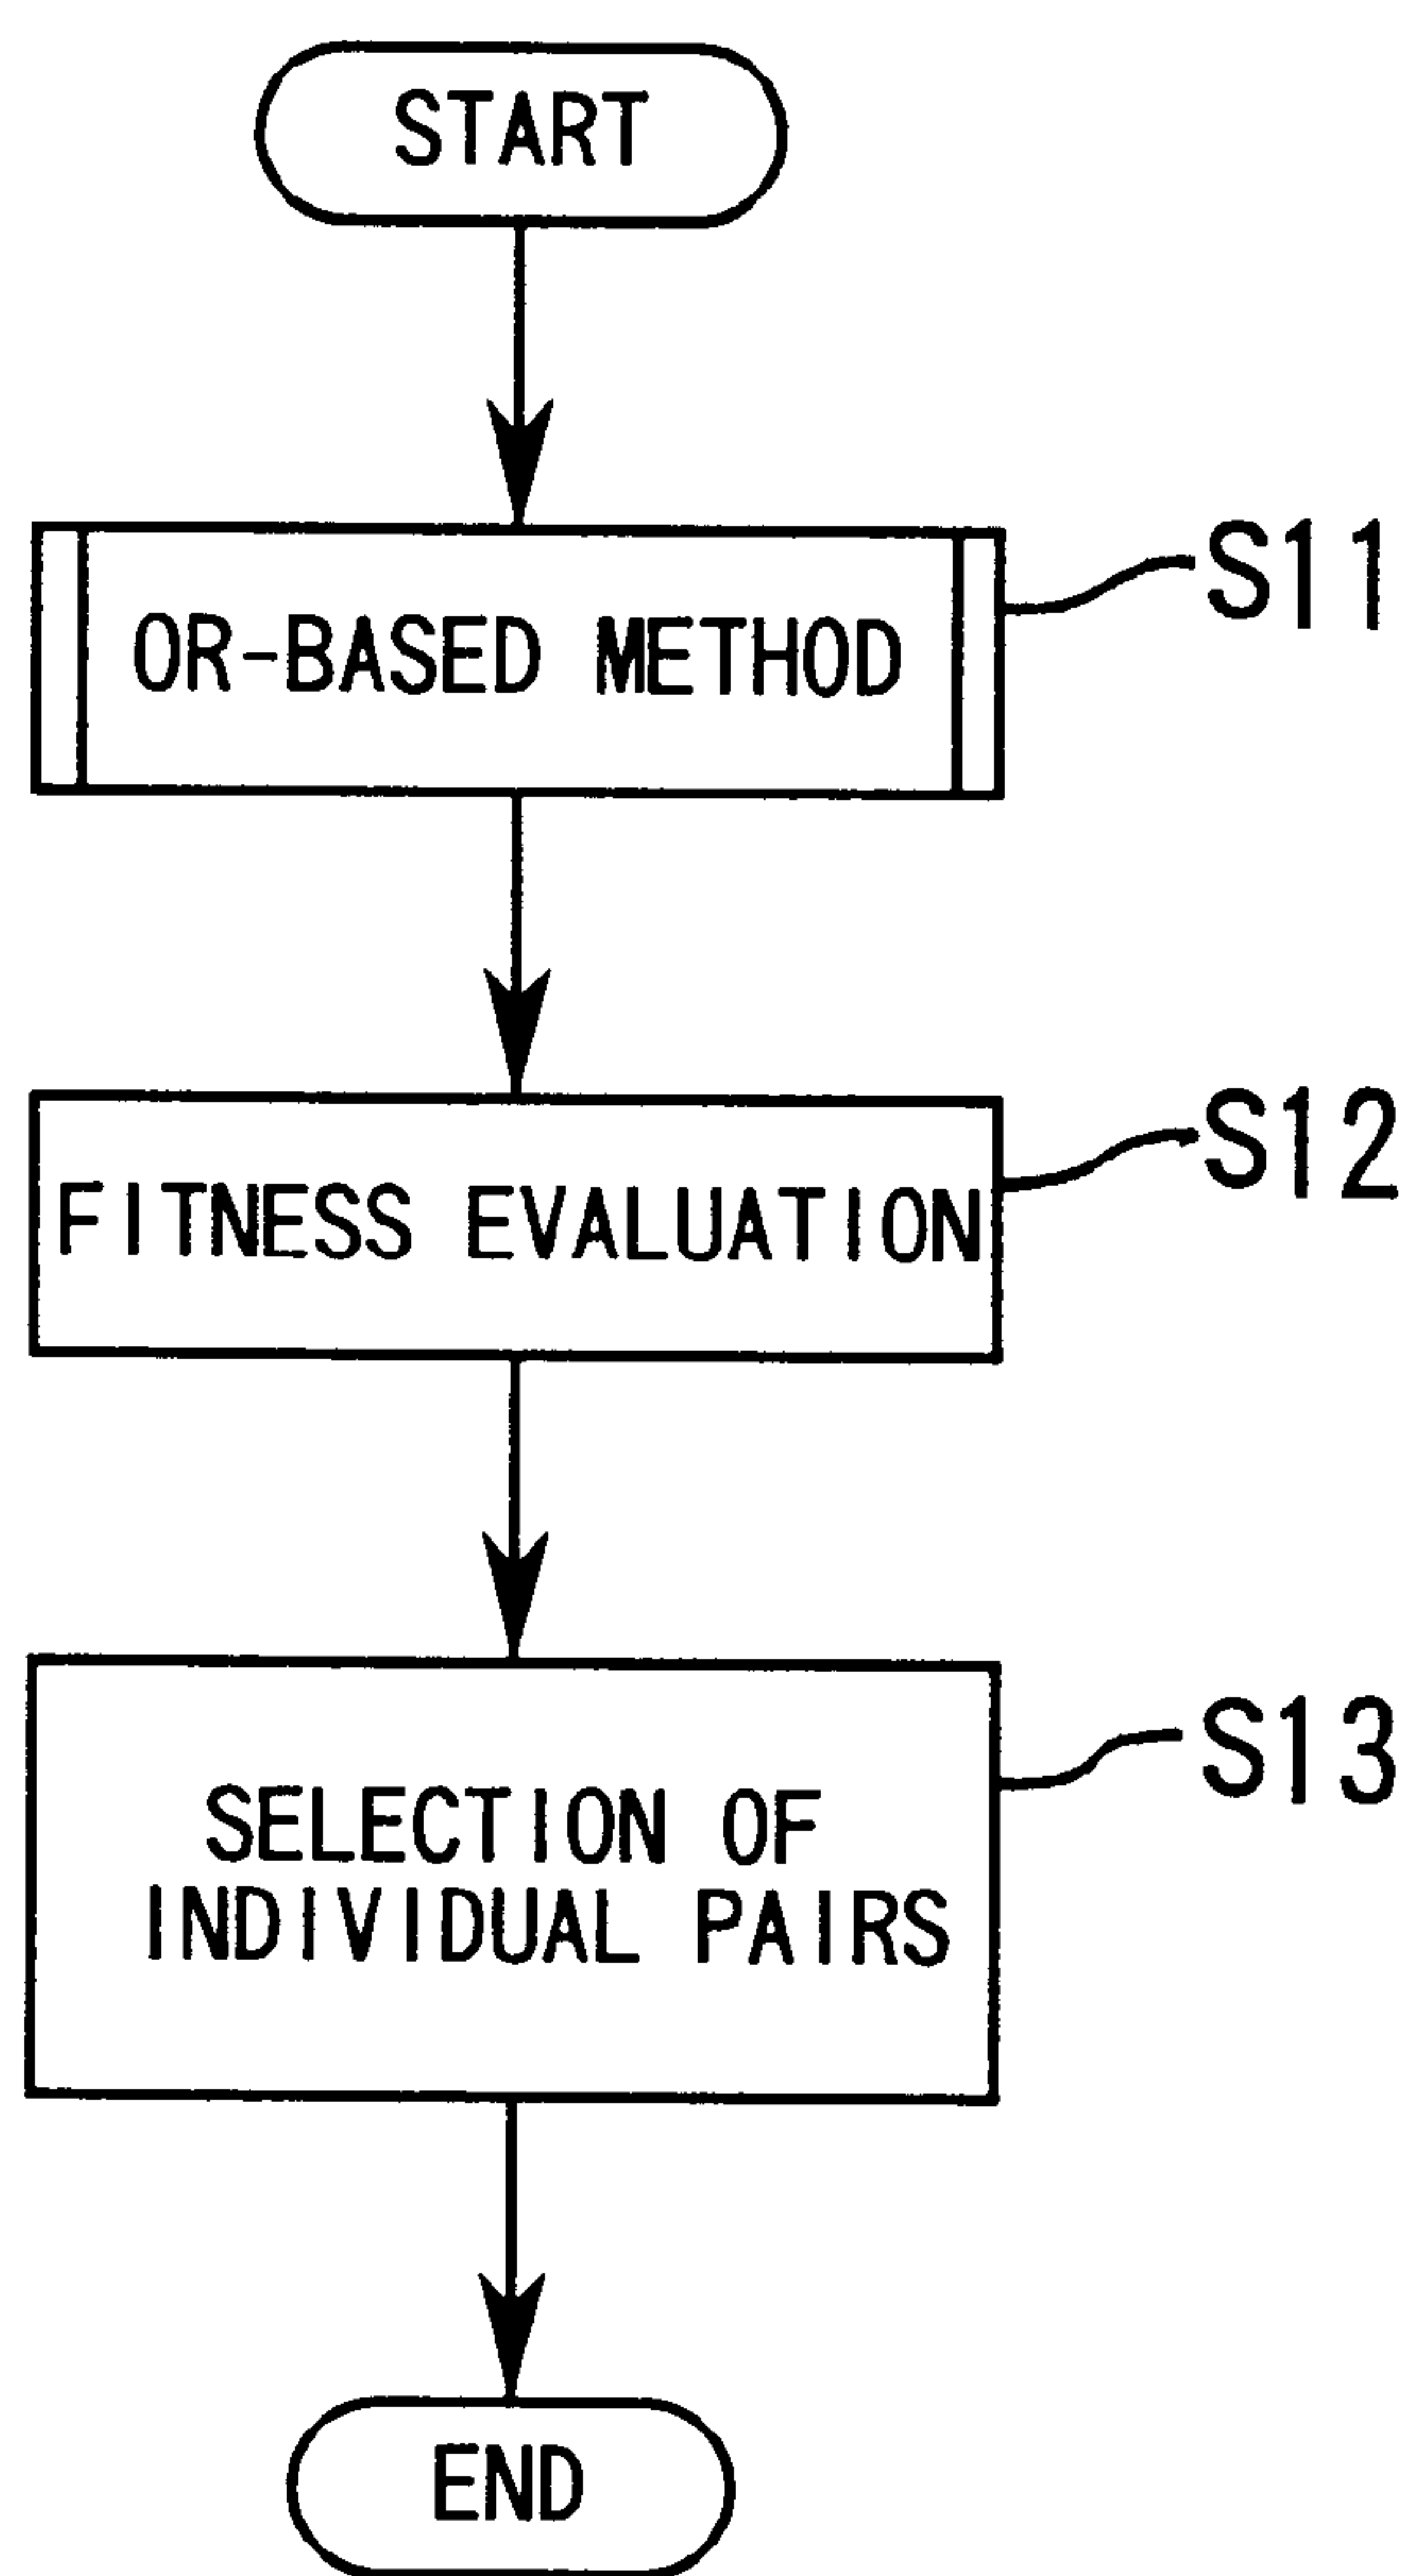 START
OR-BASED METHOD
S11
FITNESS EVALUATION
S12
SELECTION OF
INDIVIDUAL PAIRS
S13
END